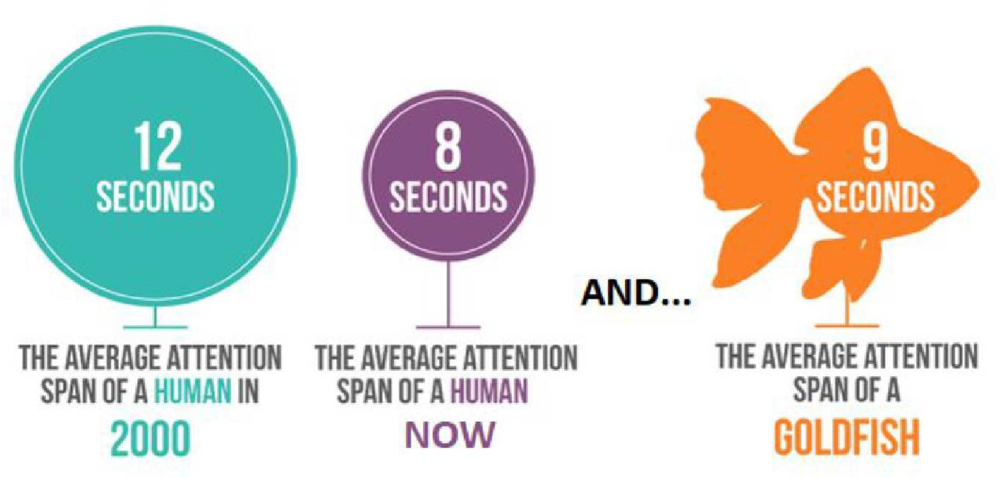 12
SECONDS
THE AVERAGE ATTENTION
SPAN OF A HUMAN IN
2000
8
SECONDS
THE AVERAGE ATTENTION
SPAN OF A HUMAN
NOW
AND...
9
SECONDS
THE AVERAGE ATTENTION
SPAN OF A
GOLDFISH